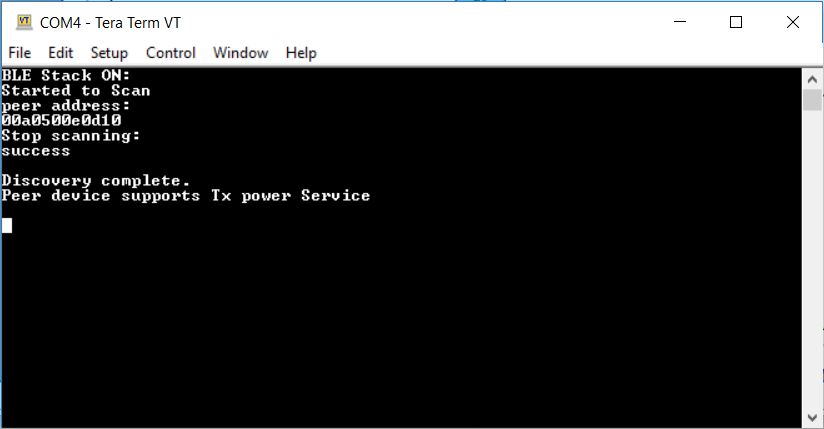 COM4 - Tera Term VT
File Edit Setup Control Window Help
BLE Stack ON:
Started to Scan
peer address:
00a0500e0d10
Stop scanning:
success
Discovery complete.
Peer device supports Tx power Service